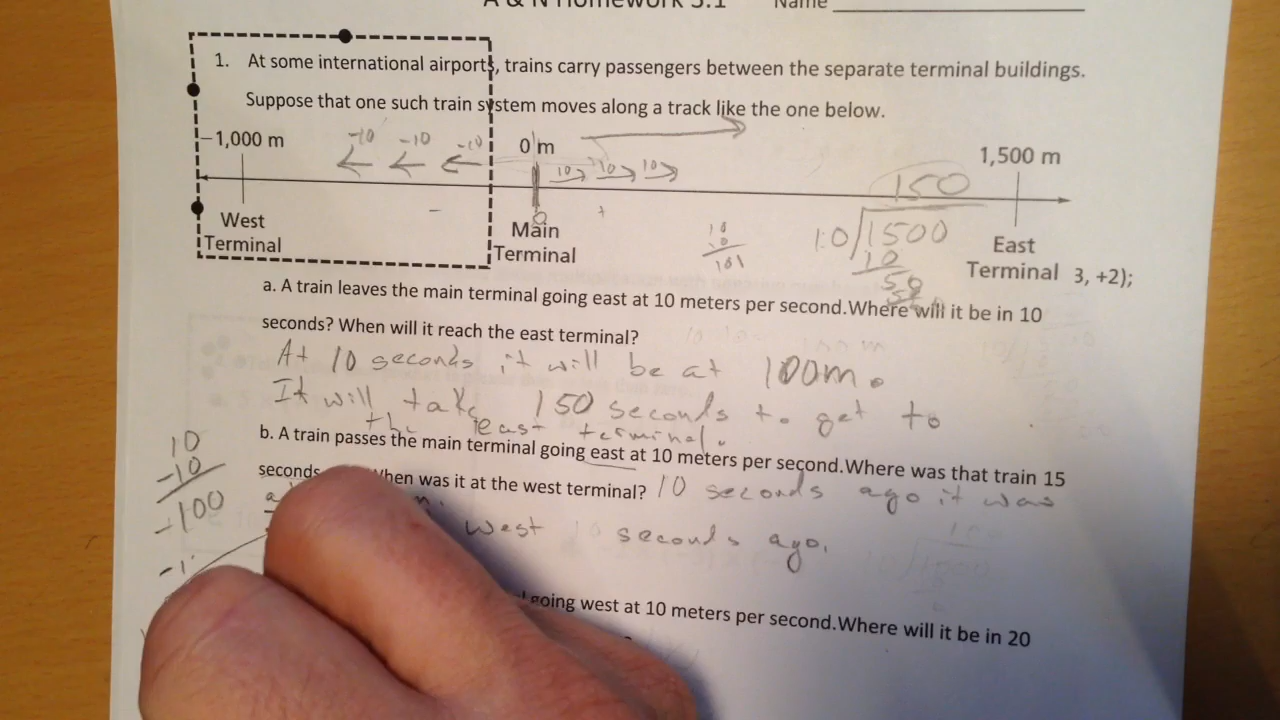 A & N Homework 3.1 Name
1. At some international airports, trains carry passengers between the separate terminal buildings.
Suppose that one such train system moves along a track like the one below.
-1,000 m -10 -10 -10 0 m 10 10 10 1,500 m
150
- +
West Terminal
Main Terminal
10
10
101
10 1500
10
50
East Terminal 3, +2);
a. A train leaves the main terminal going east at 10 meters per second.Where will it be in 10
seconds? When will it reach the east terminal?
At 10 seconds it will be at 100m.
It will take 150 seconds to get to
the east terminal.
b. A train passes the main terminal going east at 10 meters per second.Where was that train 15
seconds when was it at the west terminal? 10 seconds ago it was
west seconds ago.
10
-10
-100
going west at 10 meters per second.Where will it be in 20